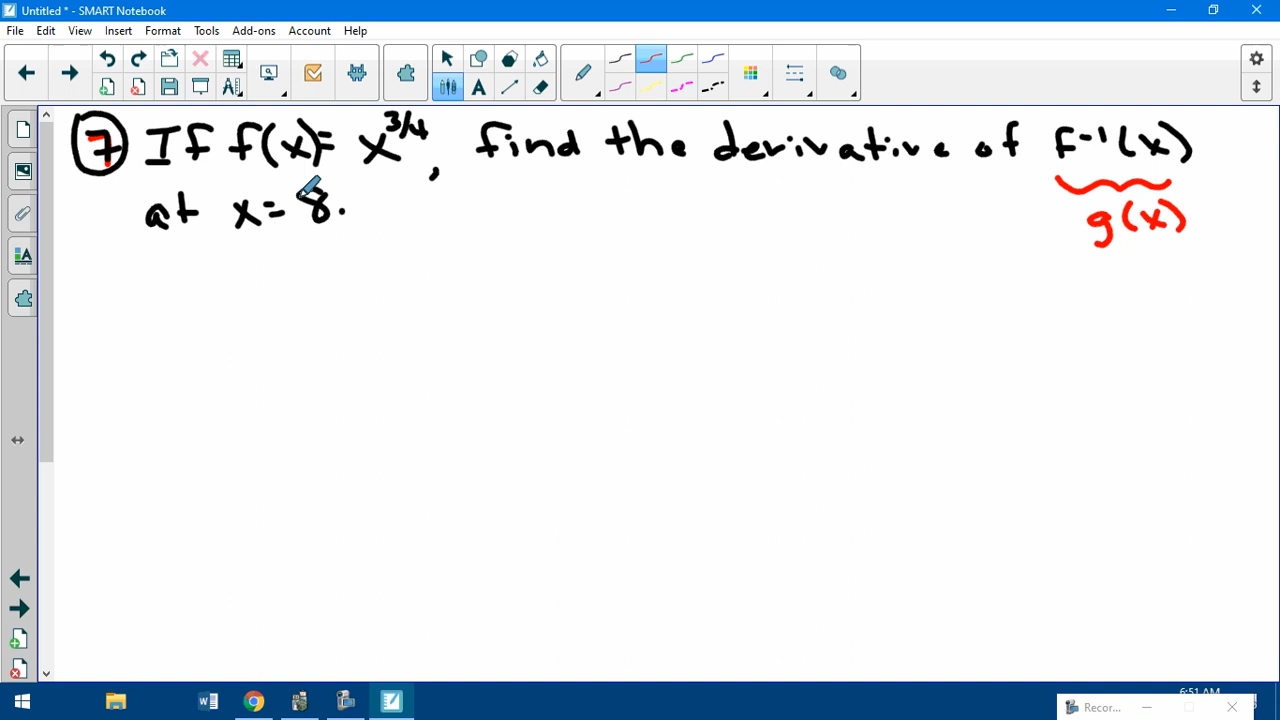 Untitled * - SMART Notebook
File Edit View Insert Format Tools Add-ons Account Help
7 If f(x)= x^3/4, find the derivative of f^-1(x)
at x=8.
g(x)
6:51 AM
Recor...